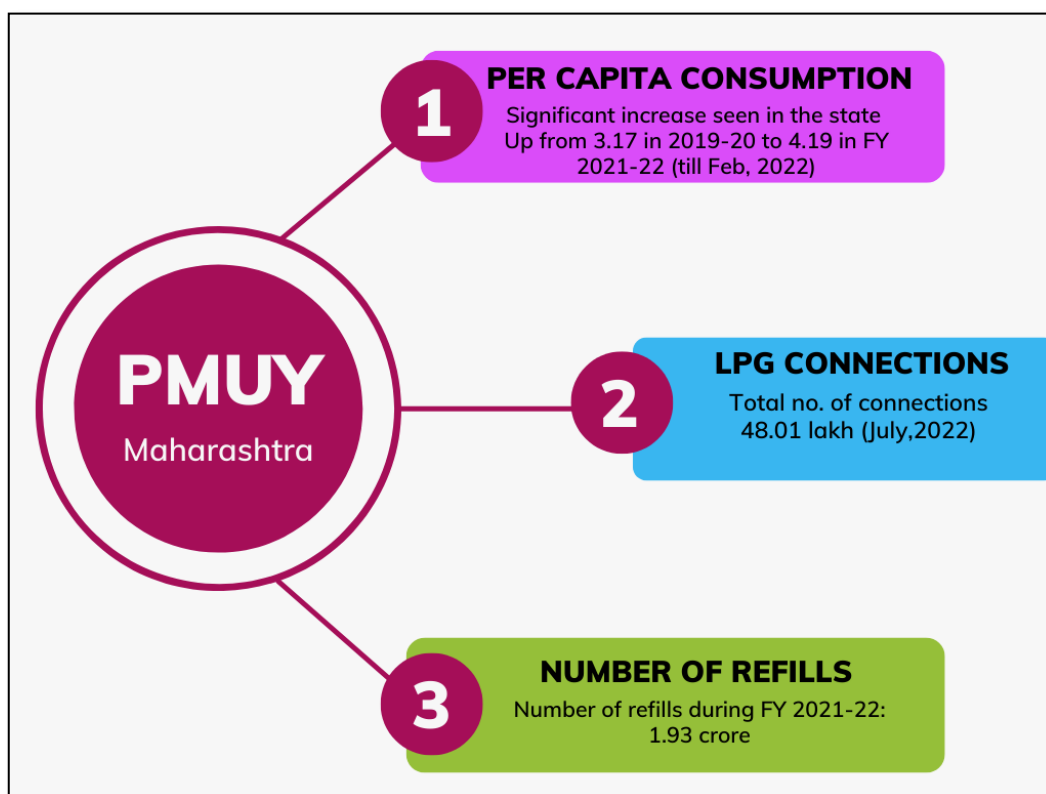 1
PER CAPITA CONSUMPTION
Significant increase seen in the state
Up from 3.17 in 2019-20 to 4.19 in FY
2021-22 (till Feb, 2022)
PMUY
Maharashtra
2
LPG CONNECTIONS
Total no. of connections
48.01 lakh (July,2022)
3
NUMBER OF REFILLS
Number of refills during FY 2021-22:
1.93 crore